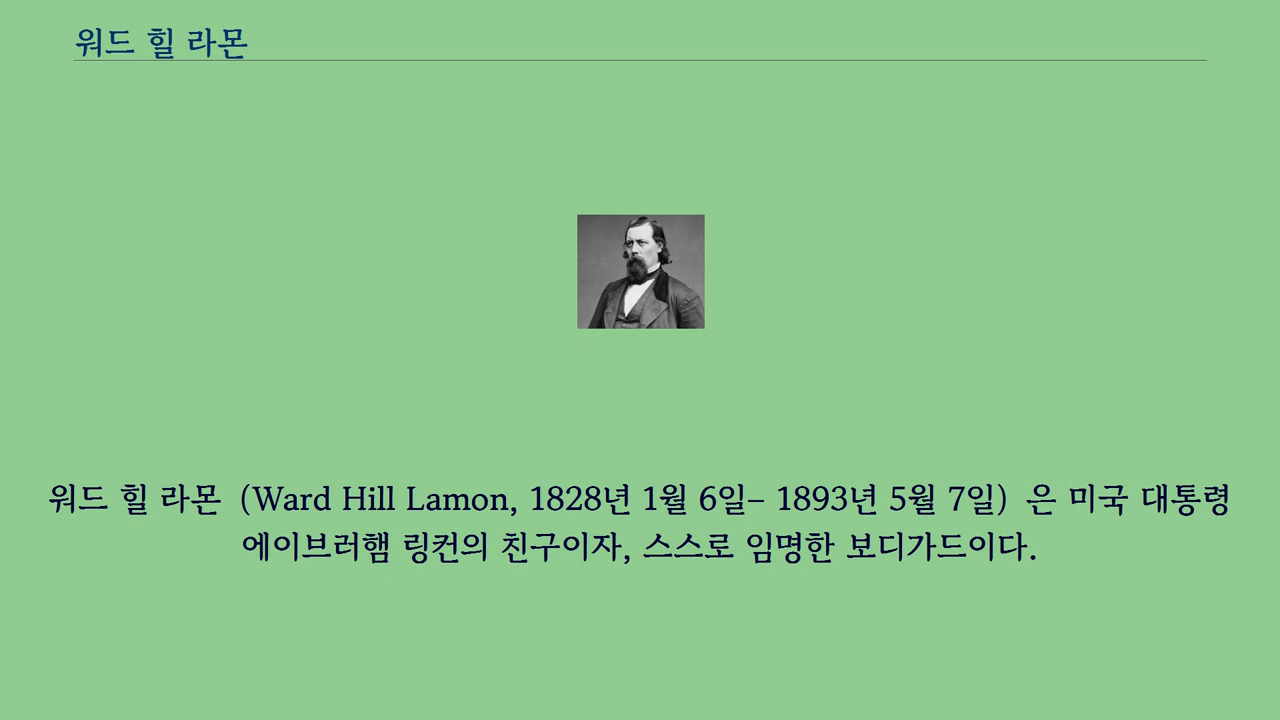 워드 힐 라몬
워드 힐 라몬 (Ward Hill Lamon, 1828년 1월 6일– 1893년 5월 7일) 은 미국 대통령
에이브러햄 링컨의 친구이자, 스스로 임명한 보디가드이다.